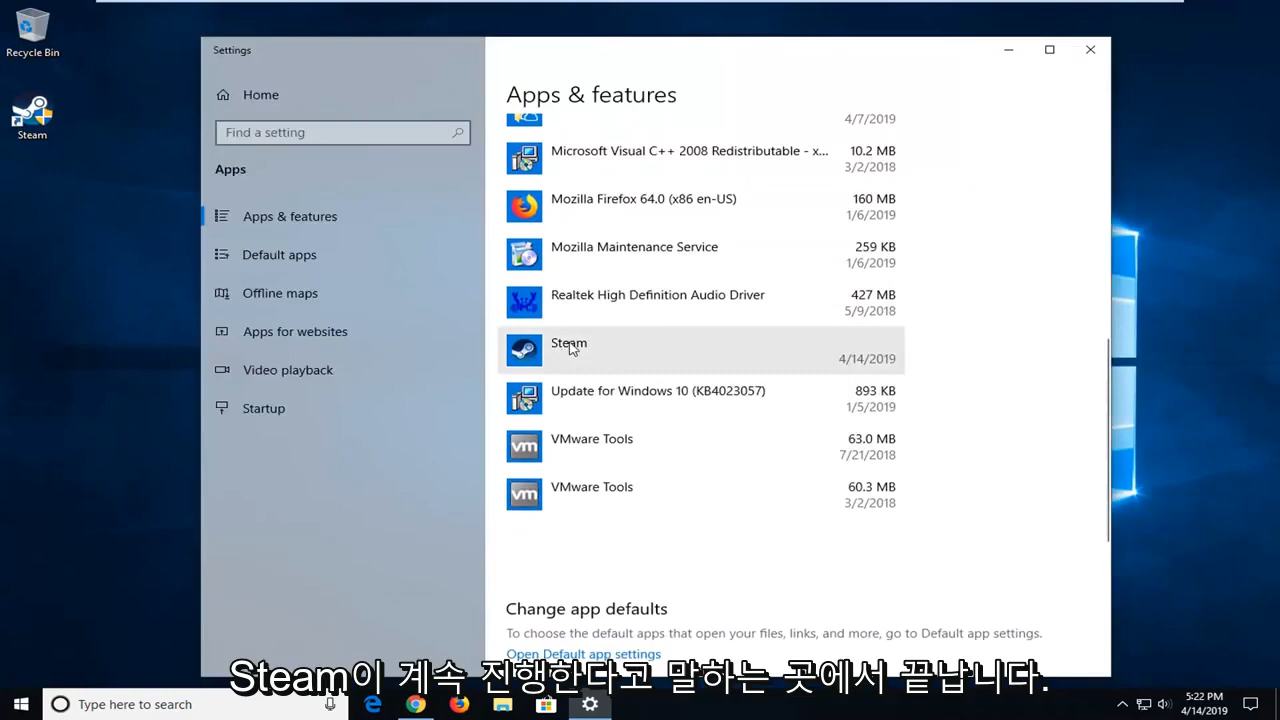 Recycle Bin
Steam
Settings
Home
Find a setting
Apps
Apps & features
Default apps
Offline maps
Apps for websites
Video playback
Startup
Apps & features
4/7/2019
Microsoft Visual C++ 2008 Redistributable - x... 10.2 MB
3/2/2018
Mozilla Firefox 64.0 (x86 en-US) 160 MB
1/6/2019
Mozilla Maintenance Service 259 KB
1/6/2019
Realtek High Definition Audio Driver 427 MB
5/9/2018
Steam
4/14/2019
Update for Windows 10 (KB4023057) 893 KB
1/5/2019
VMware Tools 63.0 MB
7/21/2018
VMware Tools 60.3 MB
3/2/2018
Change app defaults
To choose the default apps that open your files, links, and more, go to Default app settings.
Open Default app settings
Steam이 계속 진행한다고 말하는 곳에서 끝납니다.
Type here to search
5:22 PM
4/14/2019